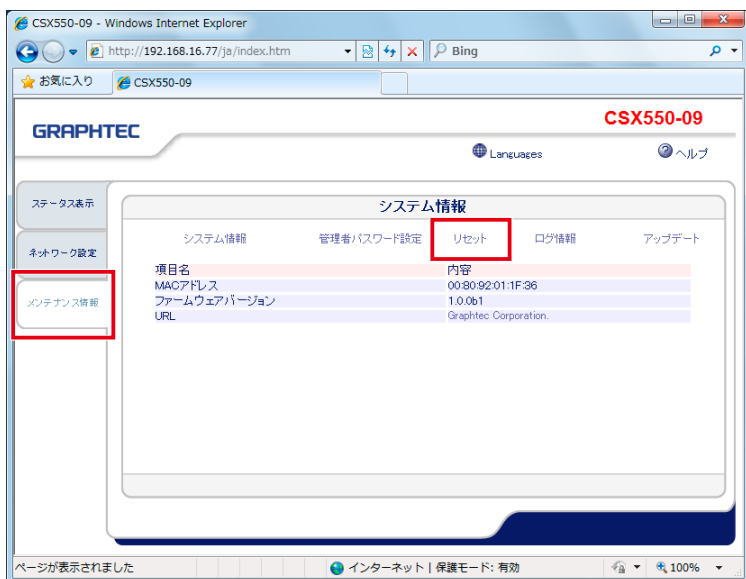 CSX550-09 - Windows Internet Explorer
http://192.168.16.77/ja/index.htm
Bing
お気に入り
CSX550-09
GRAPHTEC
CSX550-09
Languages
ヘルプ
ステータス表示
ネットワーク設定
メンテナンス情報
システム情報
システム情報 管理者パスワード設定 リセット ログ情報 アップデート
項目名 内容
MACアドレス 00:80:92:01:1F:36
ファームウェアバージョン 1.0.0b1
URL Graphtec Corporation.
ページが表示されました
インターネット | 保護モード: 有効
100%